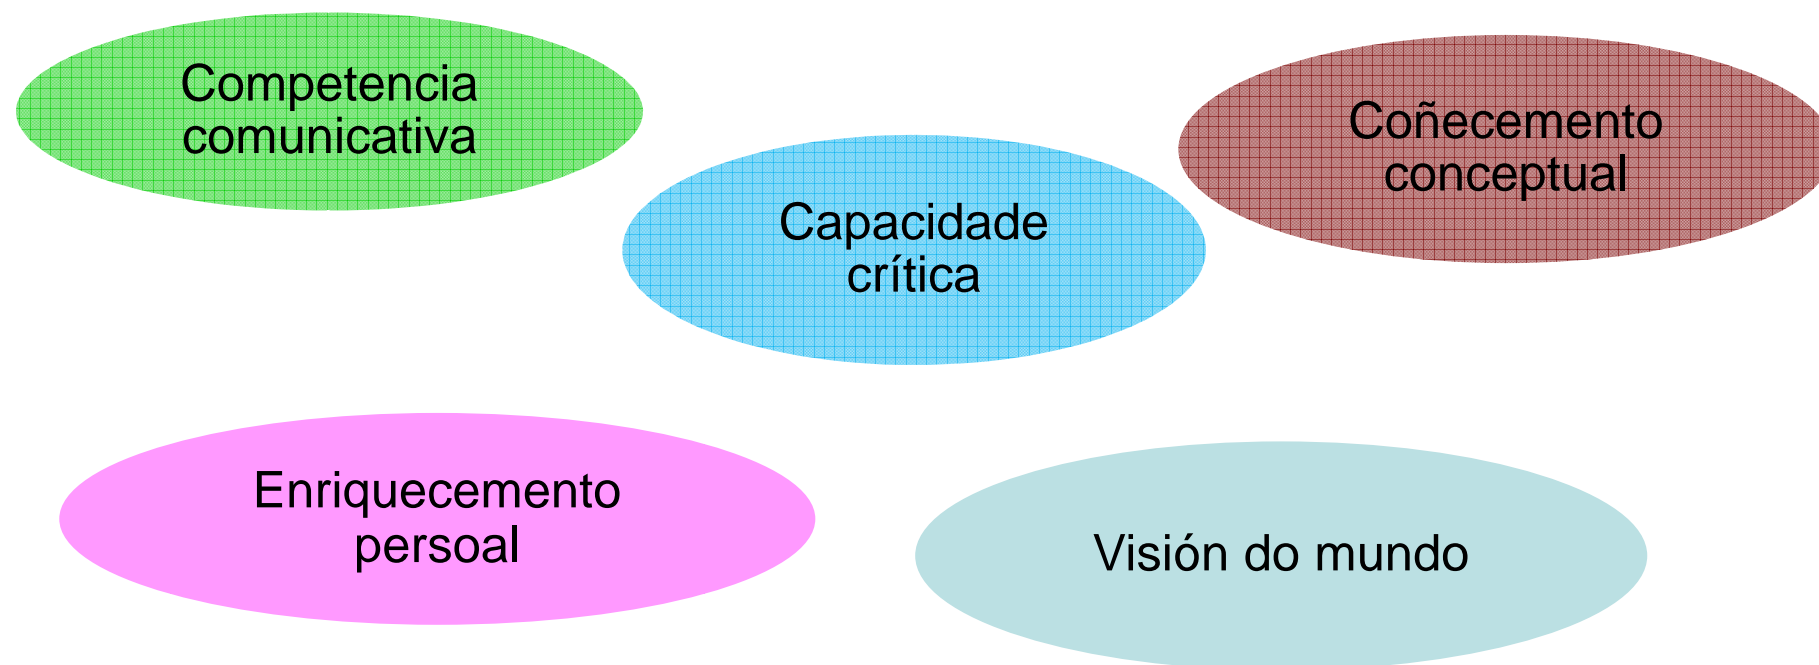 Competencia
comunicativa
Coñecemento
conceptual
Capacidade
crítica
Enriquecemento
persoal
Visión do mundo